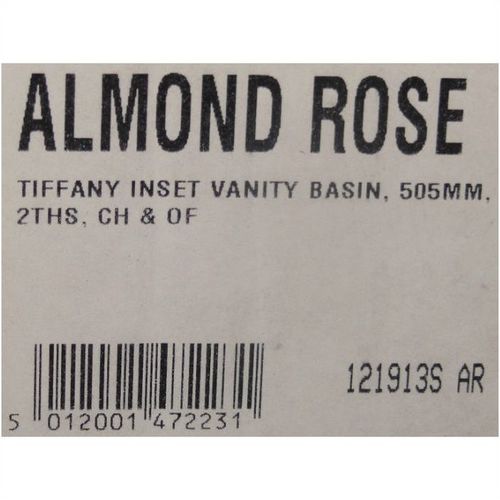 ALMOND ROSE
TIFFANY INSET VANITY BASIN, 505MM,
2THS, CH & OF
121913S AR
5 012001 472231